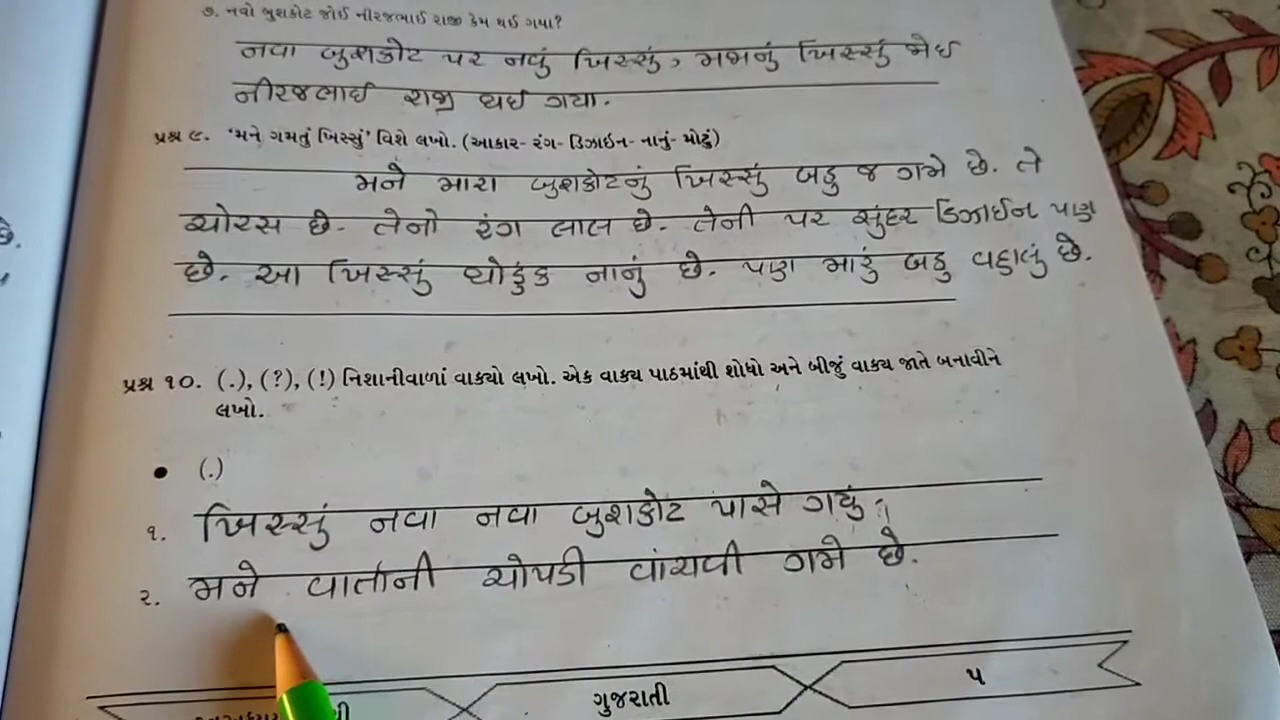 ૭. નવો બુશકોટ જોઈ નીરજભાઈ રાજી કેમ થઈ ગયા?
નવા બુશકોટ પર નવું ખિસ્સું, મજાનું ખિસ્સું જોઈ
નીરજભાઈ રાજી થઈ ગયા.
પ્રશ્ન ૯. 'મને ગમતું ખિસ્સું' વિશે લખો. (આકાર- રંગ- ડિઝાઇન- નાનું- મોટું)
મને મારા બુશકોટનું ખિસ્સું બહુ જ ગમે છે. તે
ચોરસ છે. તેનો રંગ લાલ છે. તેની પર સુંદર ડિઝાઈન પણ
છે. આ ખિસ્સું થોડુંક નાનું છે. પણ મારું બહુ વહાલું છે.
પ્રશ્ન ૧૦. (.), (?), (!) નિશાનીવાળાં વાક્યો લખો. એક વાક્ય પાઠમાંથી શોધો અને બીજું વાક્ય જાતે બનાવીને
લખો.
• (.)
૧. ખિસ્સું નવા નવા બુશકોટ પાસે ગયું.
૨. મને વાર્તાની ચોપડી વાંચવી ગમે છે.
ગુજરાતી
૫